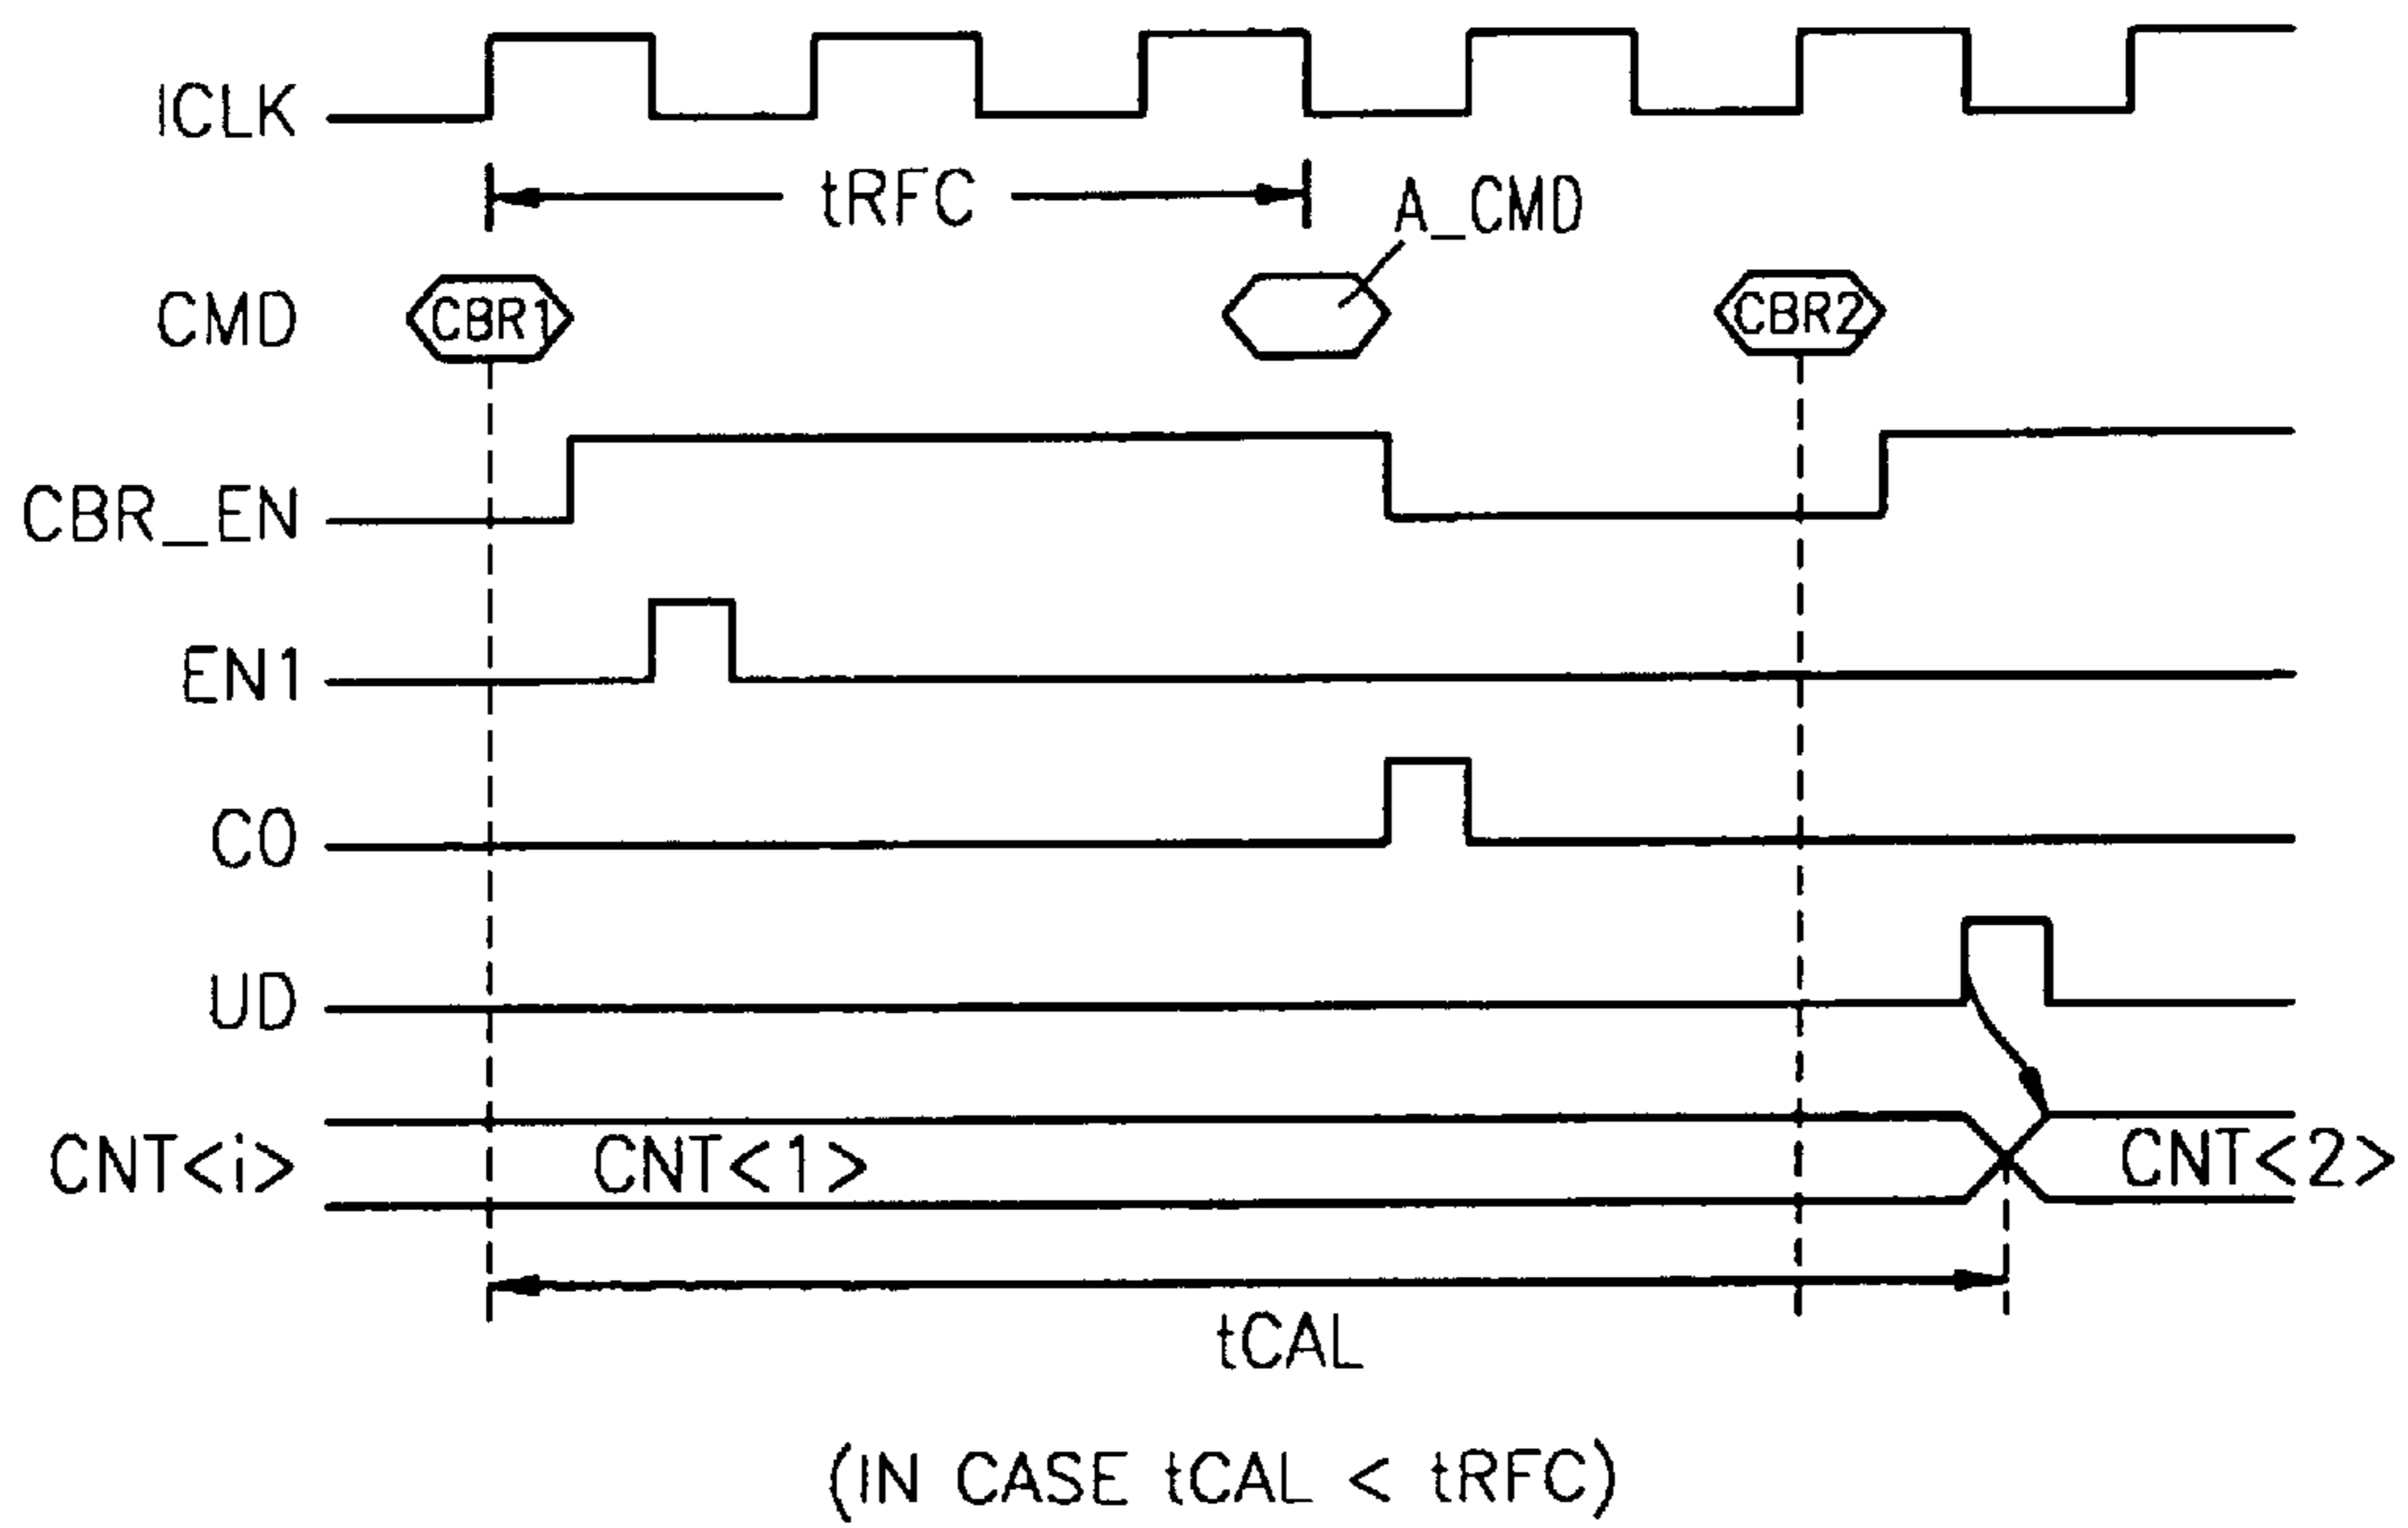 ICLK
tRFC
A_CMD
CMD
CBR1
CBR2
CBR_EN
EN1
CO
UD
CNT<i>
CNT<1>
CNT<2>
tCAL
(IN CASE tCAL < tRFC)